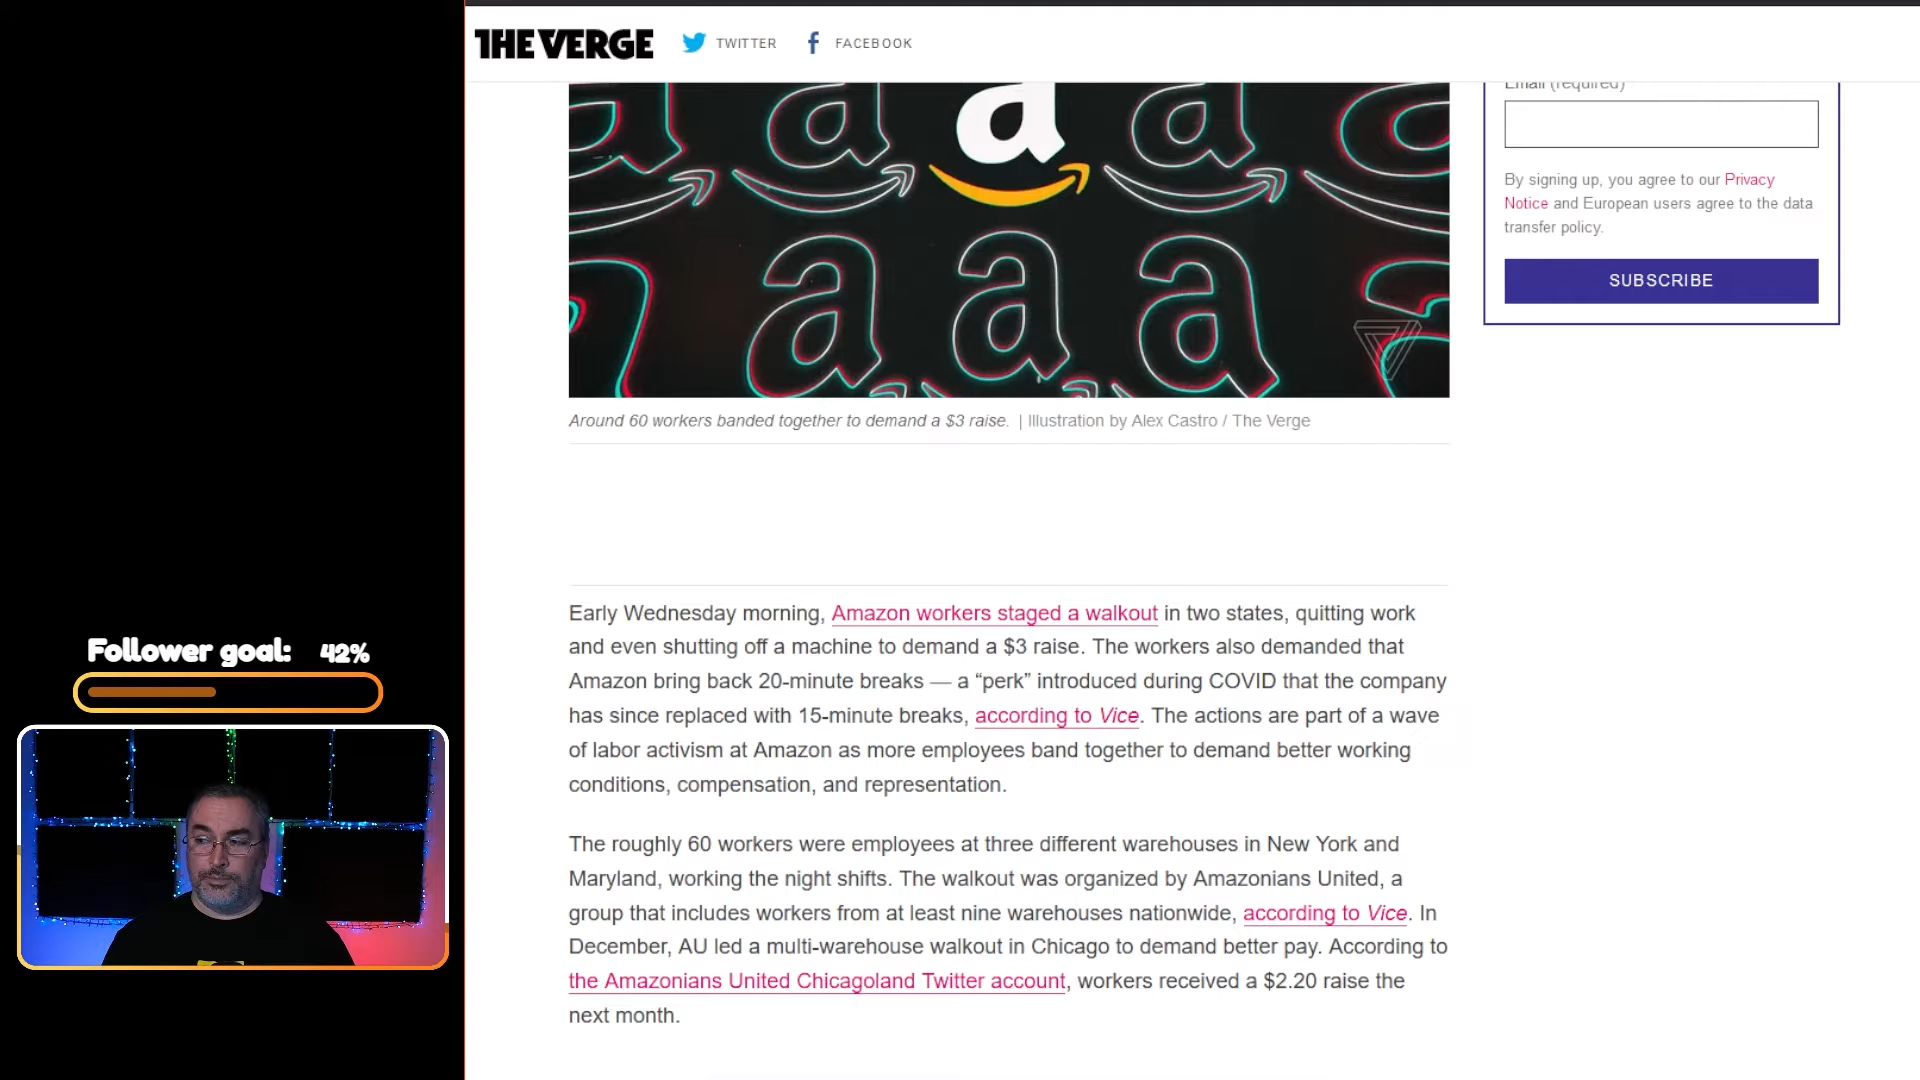 THE VERGE
TWITTER
FACEBOOK
Email (required)
By signing up, you agree to our Privacy
Notice and European users agree to the data
transfer policy.
SUBSCRIBE
Around 60 workers banded together to demand a $3 raise. | Illustration by Alex Castro / The Verge
Early Wednesday morning, Amazon workers staged a walkout in two states, quitting work
and even shutting off a machine to demand a $3 raise. The workers also demanded that
Amazon bring back 20-minute breaks — a “perk” introduced during COVID that the company
has since replaced with 15-minute breaks, according to Vice. The actions are part of a wave
of labor activism at Amazon as more employees band together to demand better working
conditions, compensation, and representation.
The roughly 60 workers were employees at three different warehouses in New York and
Maryland, working the night shifts. The walkout was organized by Amazonians United, a
group that includes workers from at least nine warehouses nationwide, according to Vice. In
December, AU led a multi-warehouse walkout in Chicago to demand better pay. According to
the Amazonians United Chicagoland Twitter account, workers received a $2.20 raise the
next month.
Follower goal: 42%